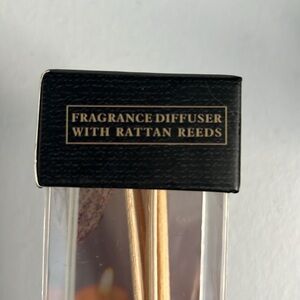 FRAGRANCE DIFFUSER
WITH RATTAN REEDS